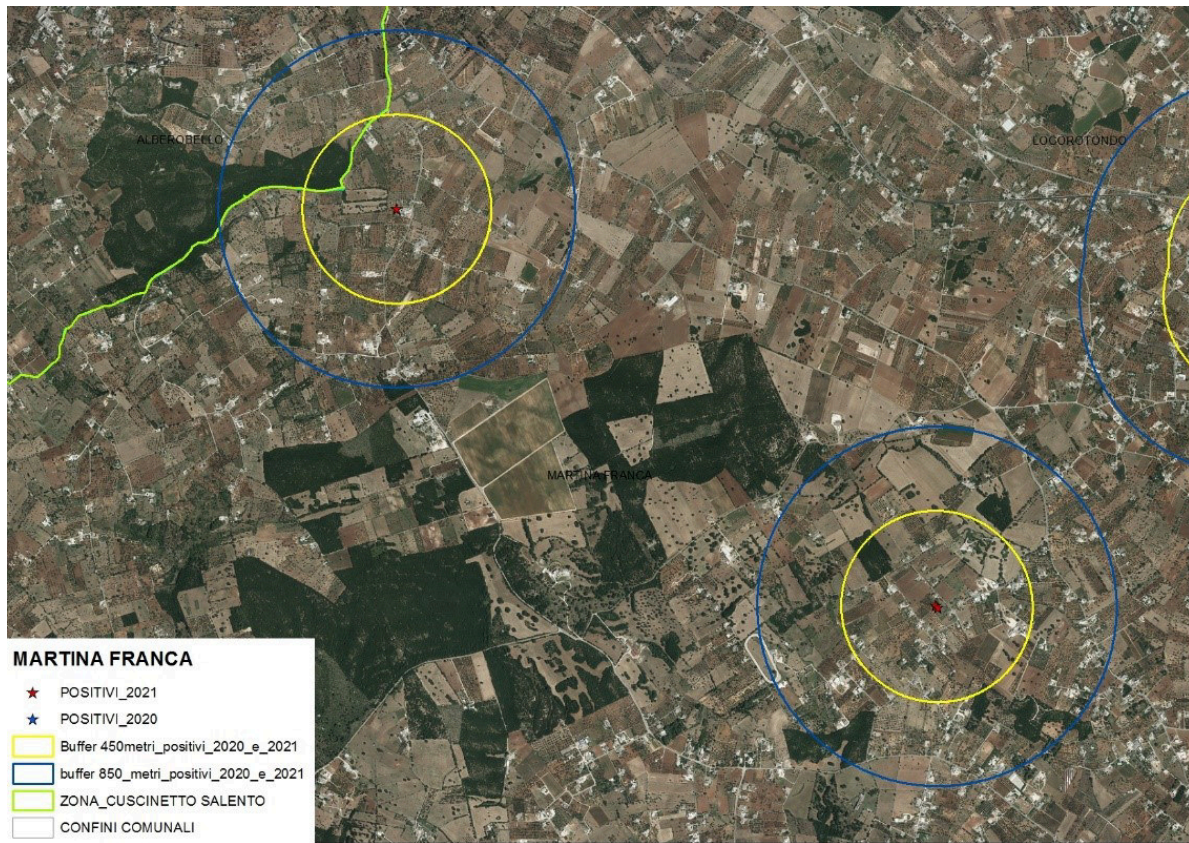 ALBEROBELLO
LOCOROTONDO
MARTINA FRANCA
MARTINA FRANCA
POSITIVI_2021
POSITIVI_2020
Buffer 450metri_positivi_2020_e_2021
buffer 850_metri_positivi_2020_e_2021
ZONA_CUSCINETTO SALENTO
CONFINI COMUNALI